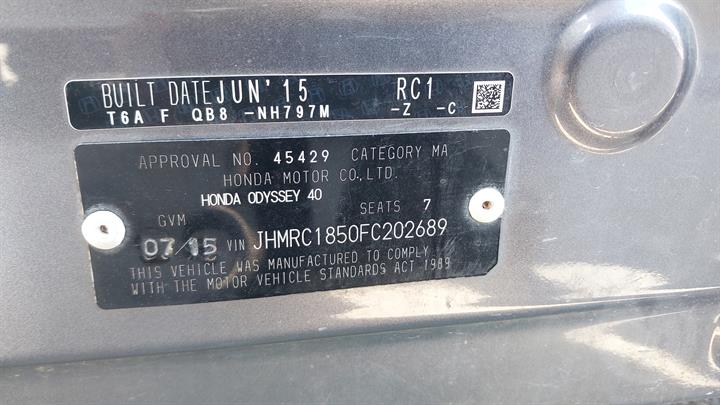 BUILT DATE JUN'15 RC1
T6A F QB8 -NH797M -Z -C
APPROVAL NO. 45429 CATEGORY MA
HONDA MOTOR CO.,LTD.
HONDA ODYSSEY 40
GVM SEATS 7
07/15 VIN JHMRC1850FC202689
THIS VEHICLE WAS MANUFACTURED TO COMPLY
WITH THE MOTOR VEHICLE STANDARDS ACT 1989